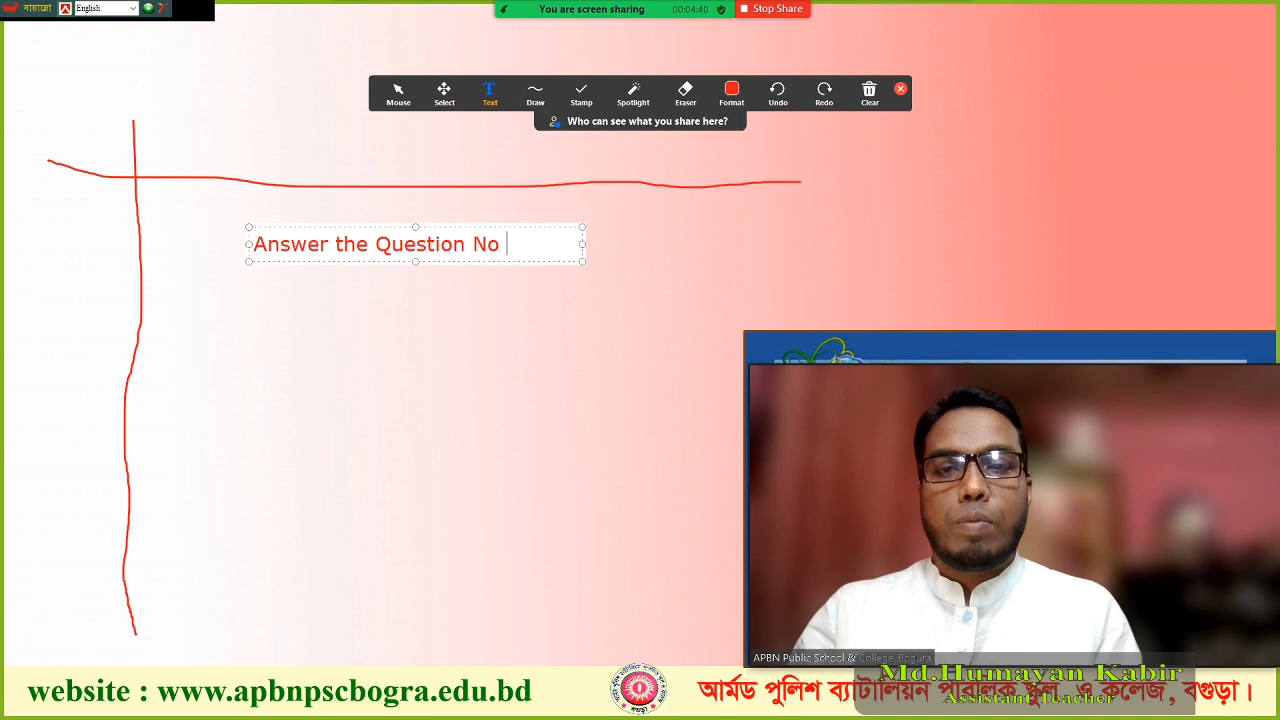 বাঙায়ো English
You are screen sharing 00:04:40 Stop Share
Mouse Select Text Draw Stamp Spotlight Eraser Format Undo Redo Clear
Who can see what you share here?
Answer the Question No
APBN Public School & College, Bogura
Md.Humayan Kabir
Assistant Teacher
website : www.apbnpscbogra.edu.bd
আর্মড পুলিশ ব্যাটালিয়ন পাবলিক স্কুল ও কলেজ, বগুড়া।